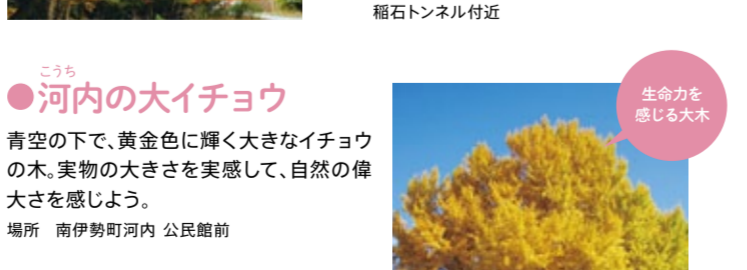 稲石トンネル付近
こうち
●河内の大イチョウ
青空の下で、黄金色に輝く大きなイチョウ
の木。実物の大きさを実感して、自然の偉
大さを感じよう。
場所　南伊勢町河内 公民館前
生命力を
感じる大木